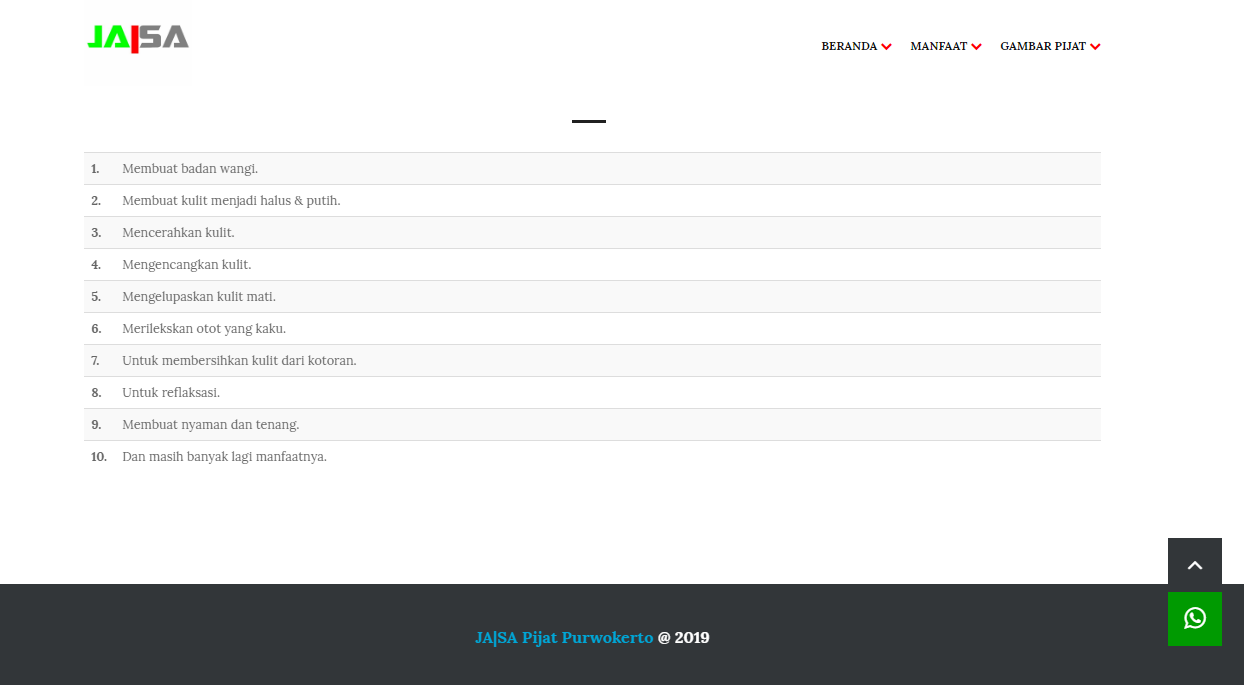 JA|SA
BERANDA MANFAAT GAMBAR PIJAT
1. Membuat badan wangi.
2. Membuat kulit menjadi halus & putih.
3. Mencerahkan kulit.
4. Mengencangkan kulit.
5. Mengelupaskan kulit mati.
6. Merilekskan otot yang kaku.
7. Untuk membersihkan kulit dari kotoran.
8. Untuk reflaksasi.
9. Membuat nyaman dan tenang.
10. Dan masih banyak lagi manfaatnya.
JA|SA Pijat Purwokerto @ 2019